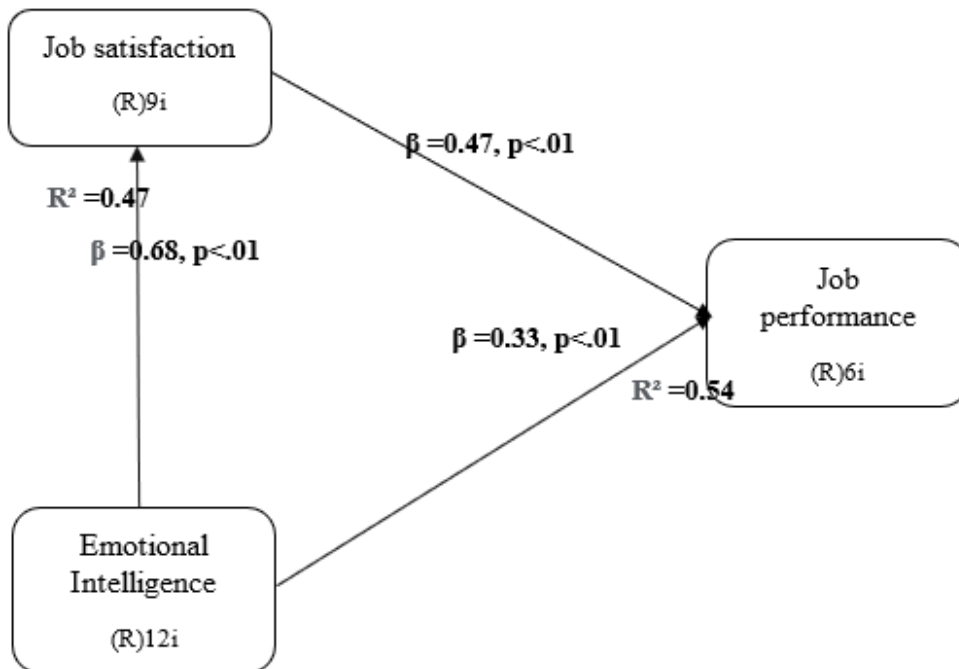 Job satisfaction
(R)9i
β =0.47, p<.01
R² =0.47
β =0.68, p<.01
Job
performance
(R)6i
β =0.33, p<.01
R² =0.54
Emotional
Intelligence
(R)12i